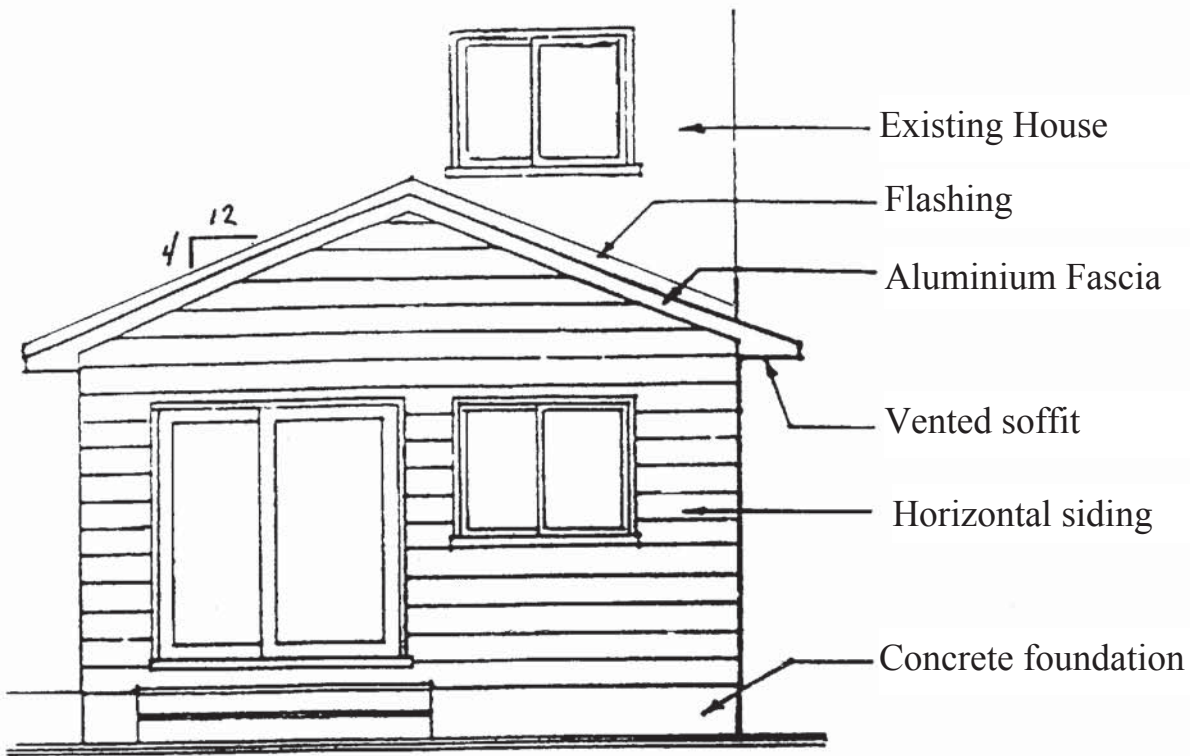 Existing House
Flashing
12
4
Aluminium Fascia
Vented soffit
Horizontal siding
Concrete foundation